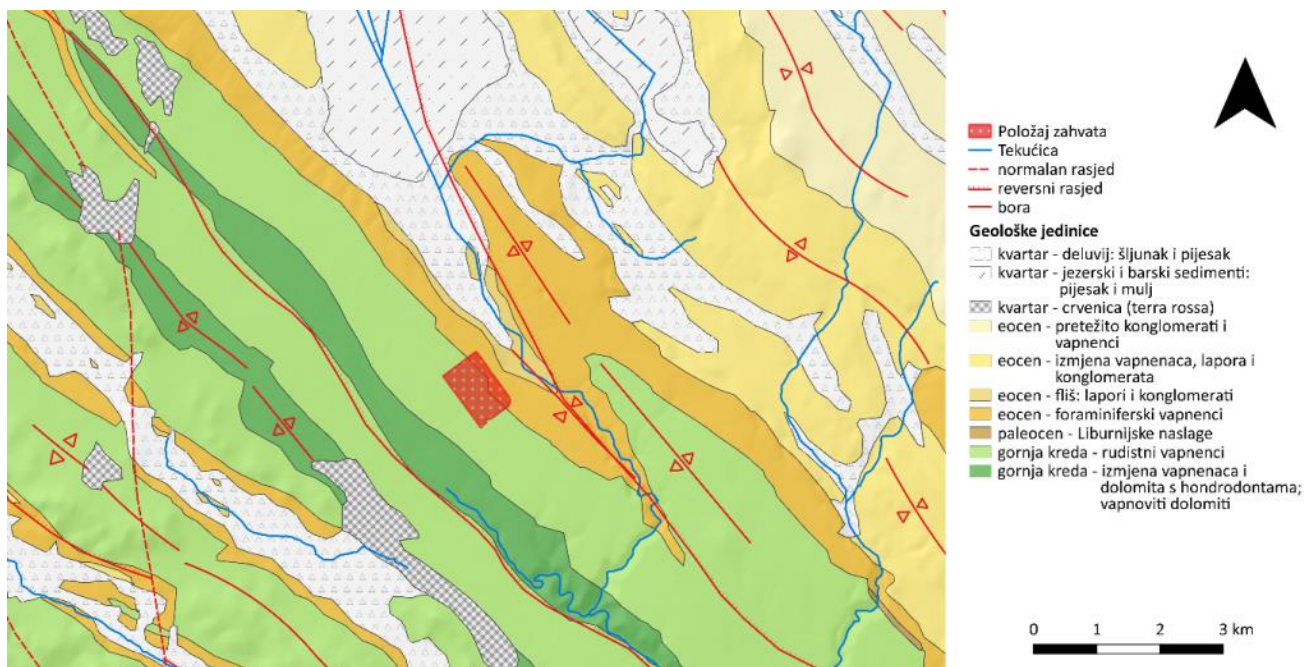 Položaj zahvata
Tekućica
normalan rasjed
reversni rasjed
bora
Geološke jedinice
kvartar - deluvij: šljunak i pijesak
kvartar - jezerski i barski sedimenti:
pijesak i mulj
kvartar - crvenica (terra rossa)
eocen - pretežito konglomerati i
vapnenci
eocen - izmjena vapnenaca, lapora i
konglomerata
eocen - fliš: lapori i konglomerati
eocen - foraminiferski vapnenci
paleocen - Liburnijske naslage
gornja kreda - rudistni vapnenci
gornja kreda - izmjena vapnenaca i
dolomita s hondrodontama;
vapnoviti dolomiti
0 1 2 3 km